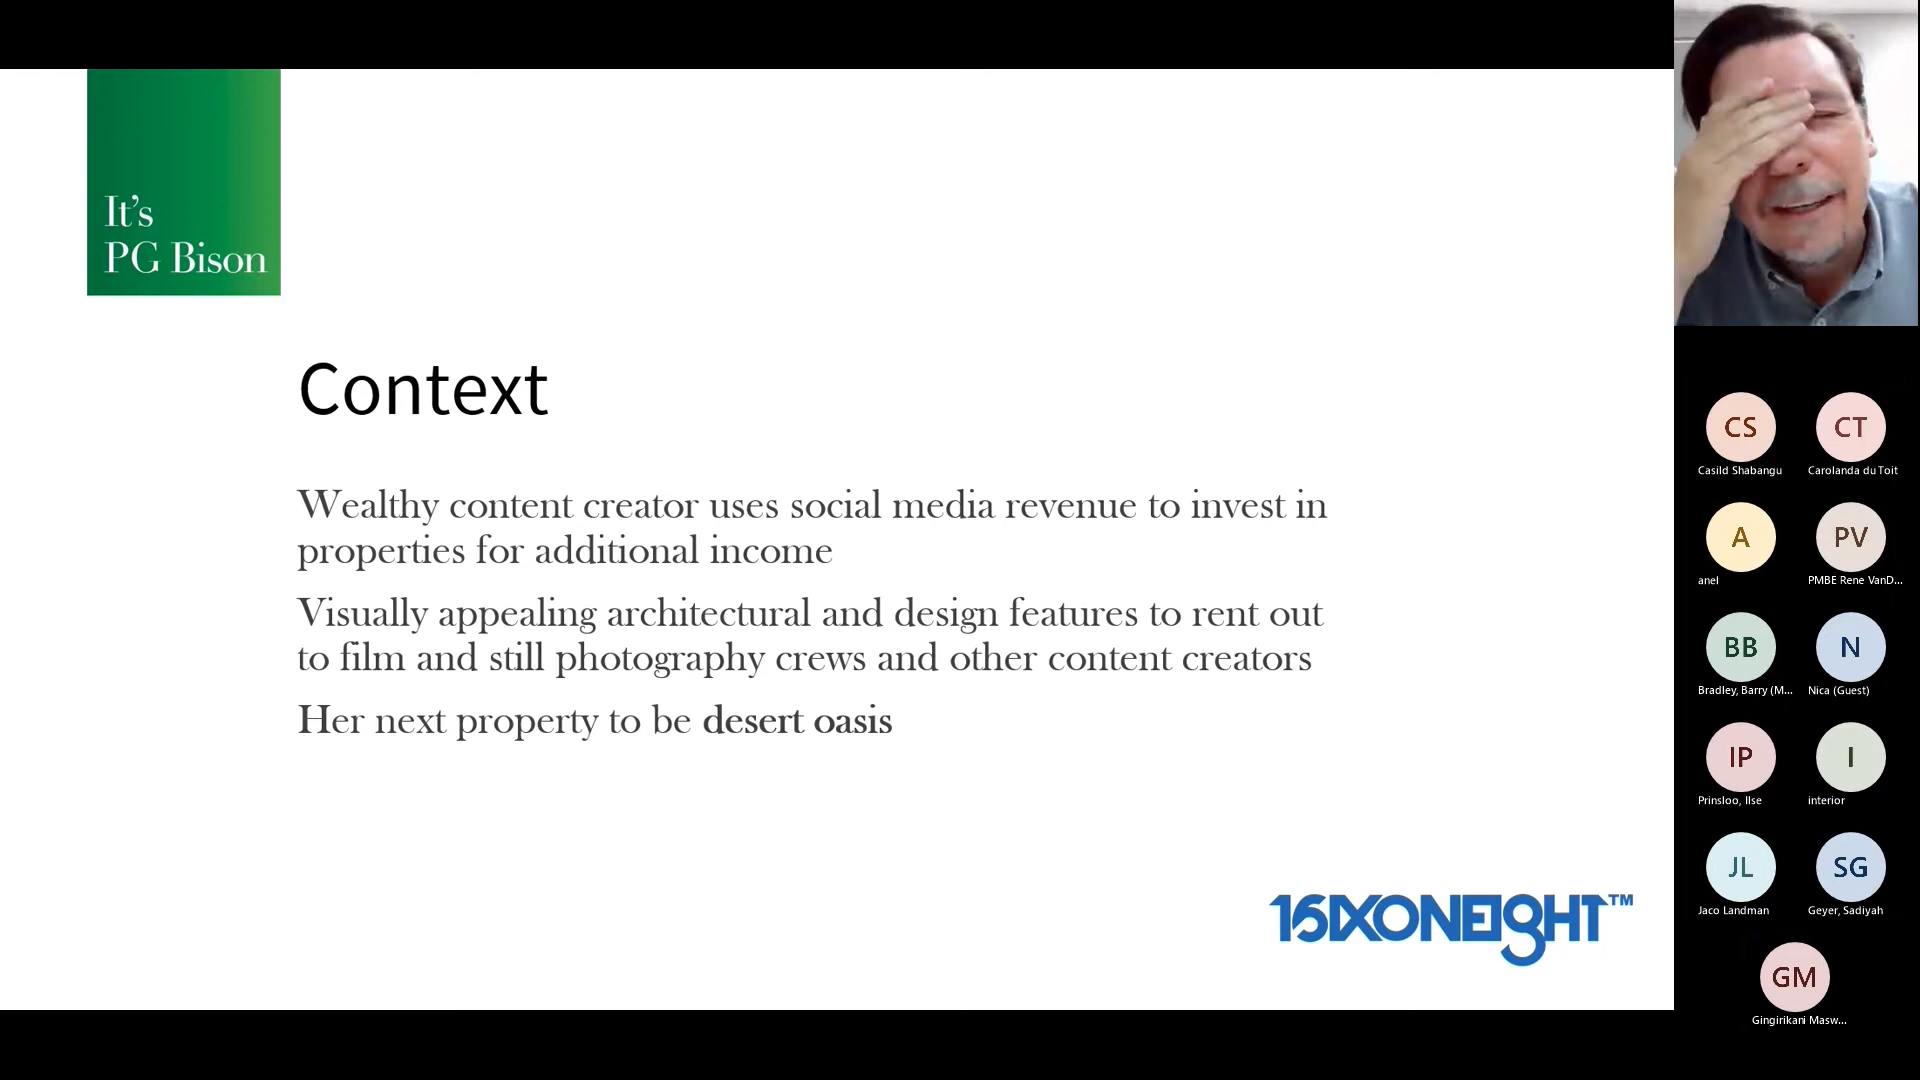 It's
PG Bison
Context
Wealthy content creator uses social media revenue to invest in
properties for additional income
Visually appealing architectural and design features to rent out
to film and still photography crews and other content creators
Her next property to be desert oasis
16IXONEIGHT™
CS
CT
Casild Shabangu
Carolanda du Toit
A
PV
anel
PMBE Rene VanD...
BB
N
Bradley, Barry (M...
Nica (Guest)
IP
I
Prinsloo, Ilse
interior
JL
SG
Jaco Landman
Geyer, Sadiyah
GM
Gingirikani Masw...